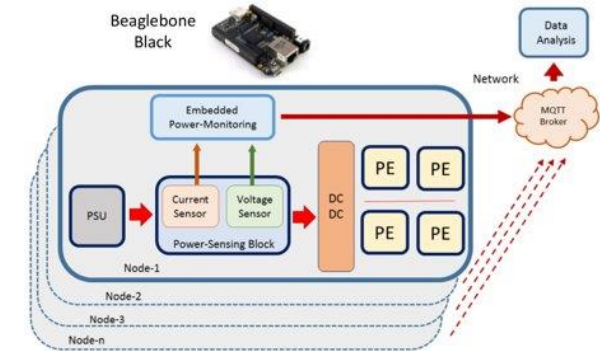 Beaglebone
Black
Data
Analysis
Network
MQTT
Broker
Embedded
Power-Monitoring
PSU
Current
Sensor
Voltage
Sensor
Power-Sensing Block
DC
DC
PE
PE
PE
PE
Node-1
Node-2
Node-3
Node-n